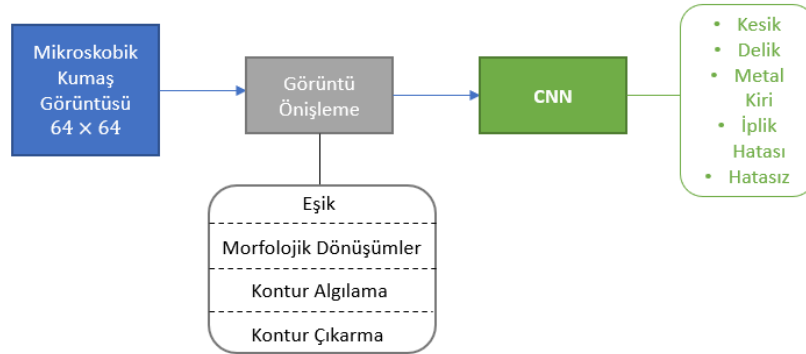 Mikroskobik
Kumaş
Görüntüsü
64 × 64
Görüntü
Önişleme
CNN
• Kesik
• Delik
• Metal
Kiri
• İplik
Hatası
• Hatasız
Eşik
Morfolojik Dönüşümler
Kontur Algılama
Kontur Çıkarma